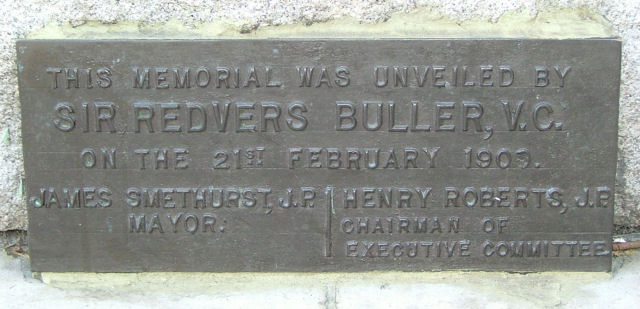 THIS MEMORIAL WAS UNVEILED BY
SIR REDVERS BULLER, V.C.
ON THE 21ST FEBRUARY 1903.
JAMES SMETHURST, J.P.
MAYOR.
HENRY ROBERTS, J.P.
CHAIRMAN OF
EXECUTIVE COMMITTEE